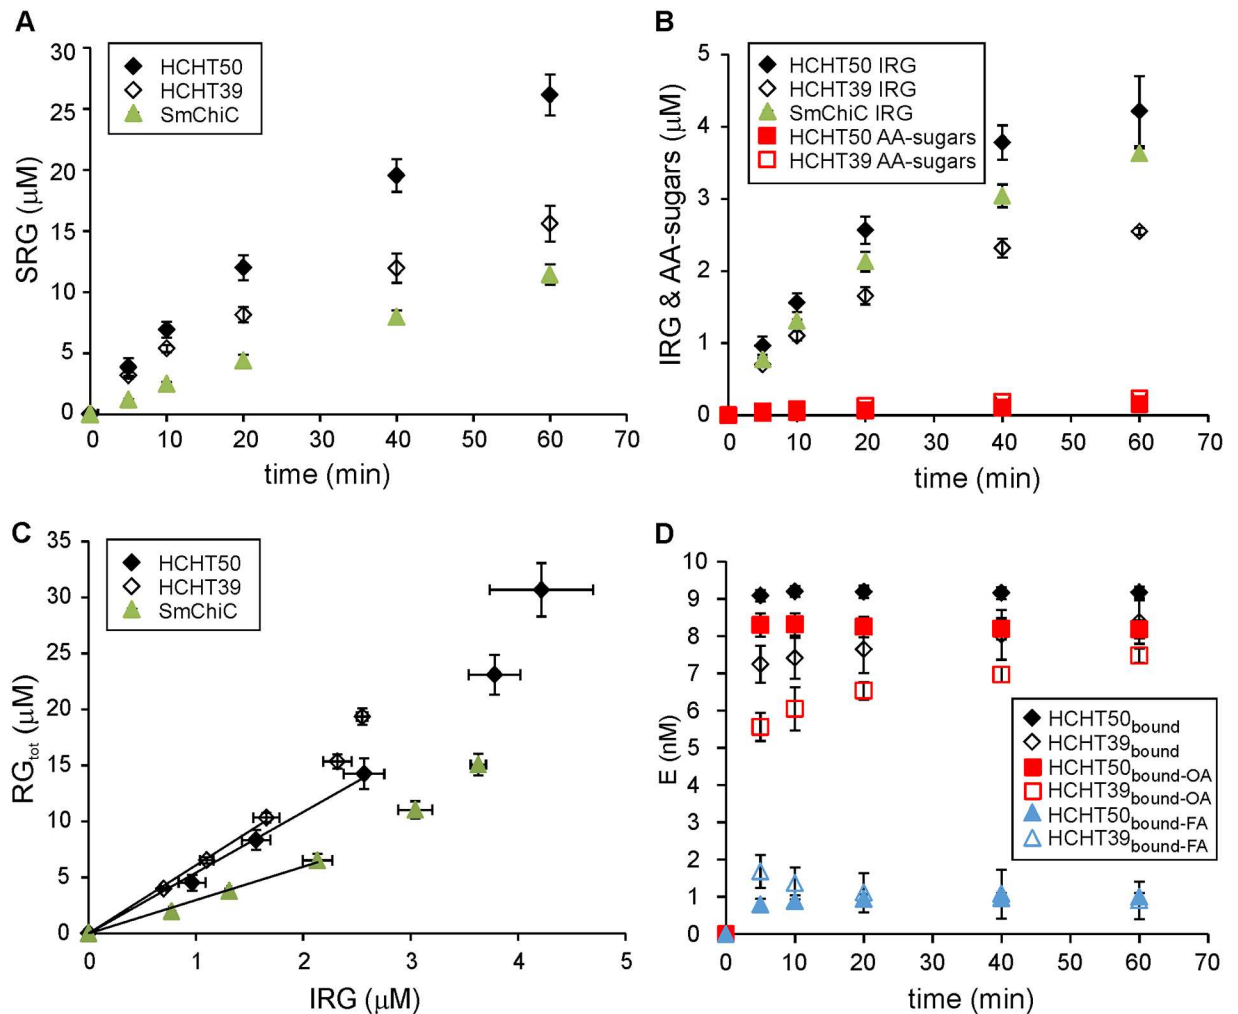 A
SRG (μM)
30
25
20
15
10
5
0
HCHT50
HCHT39
SmChiC
0 10 20 30 40 50 60 70
time (min)
B
IRG & AA-sugars (μM)
5
4
3
2
1
0
HCHT50 IRG
HCHT39 IRG
SmChiC IRG
HCHT50 AA-sugars
HCHT39 AA-sugars
0 10 20 30 40 50 60 70
time (min)
C
RGtot (μM)
35
30
25
20
15
10
5
0
HCHT50
HCHT39
SmChiC
0 1 2 3 4 5
IRG (μM)
D
E (nM)
10
9
8
7
6
5
4
3
2
1
0
HCHT50bound
HCHT39bound
HCHT50bound-OA
HCHT39bound-OA
HCHT50bound-FA
HCHT39bound-FA
0 10 20 30 40 50 60 70
time (min)